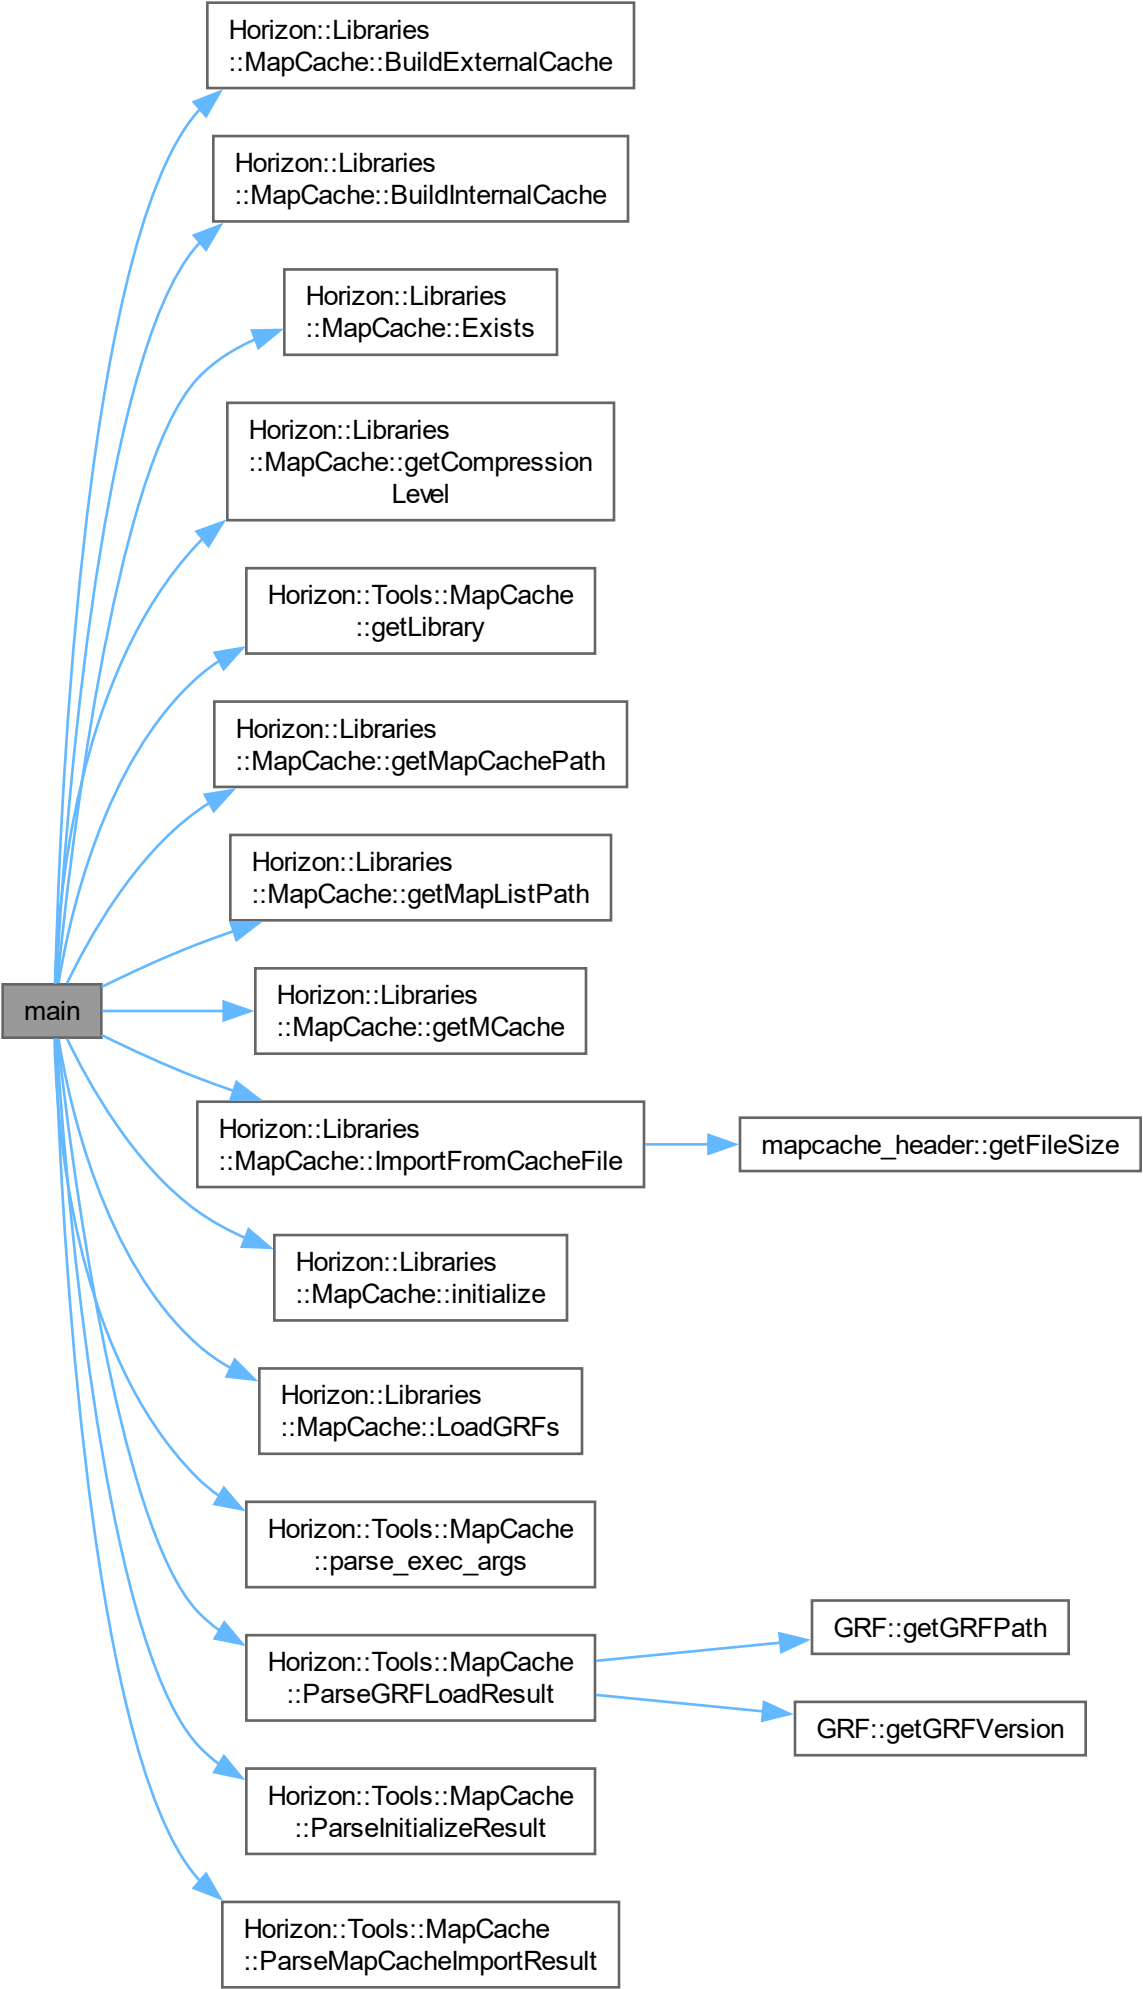 Horizon::Libraries
::MapCache::BuildExternalCache
Horizon::Libraries
::MapCache::BuildInternalCache
Horizon::Libraries
::MapCache::Exists
Horizon::Libraries
::MapCache::getCompression
Level
Horizon::Tools::MapCache
::getLibrary
Horizon::Libraries
::MapCache::getMapCachePath
Horizon::Libraries
::MapCache::getMapListPath
main
Horizon::Libraries
::MapCache::getMCache
Horizon::Libraries
::MapCache::ImportFromCacheFile
mapcache_header::getFileSize
Horizon::Libraries
::MapCache::initialize
Horizon::Libraries
::MapCache::LoadGRFs
Horizon::Tools::MapCache
::parse_exec_args
Horizon::Tools::MapCache
::ParseGRFLoadResult
GRF::getGRFPath
GRF::getGRFVersion
Horizon::Tools::MapCache
::ParseInitializeResult
Horizon::Tools::MapCache
::ParseMapCacheImportResult